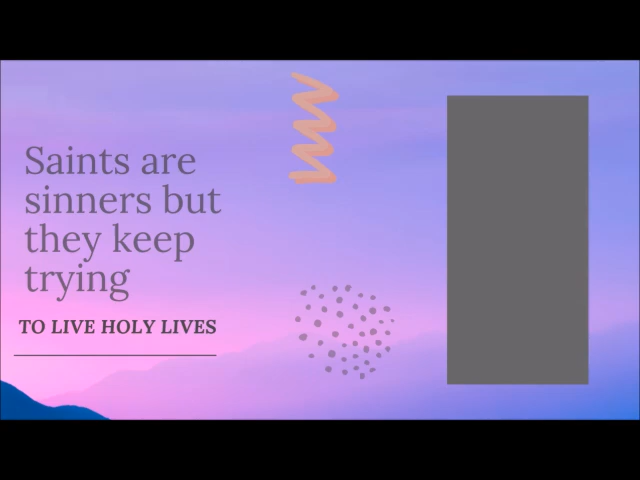 Saints are
sinners but
they keep
trying
TO LIVE HOLY LIVES